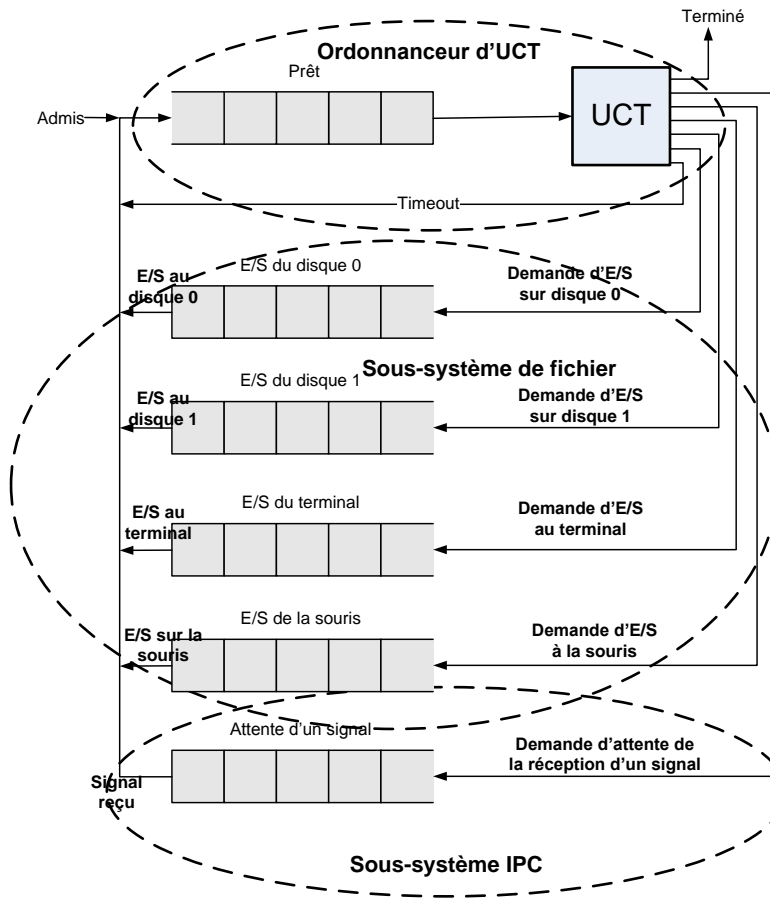 Terminé
Ordonnanceur d'UCT
Prêt
Admis
UCT
Timeout
E/S du disque 0
E/S au
disque 0
Demande d'E/S
sur disque 0
Sous-système de fichier
E/S du disque 1
E/S au
disque 1
Demande d'E/S
sur disque 1
E/S du terminal
E/S au
terminal
Demande d'E/S
au terminal
E/S de la souris
E/S sur la
souris
Demande d'E/S
à la souris
Attente d'un signal
Signal
reçu
Demande d'attente de
la réception d'un signal
Sous-système IPC